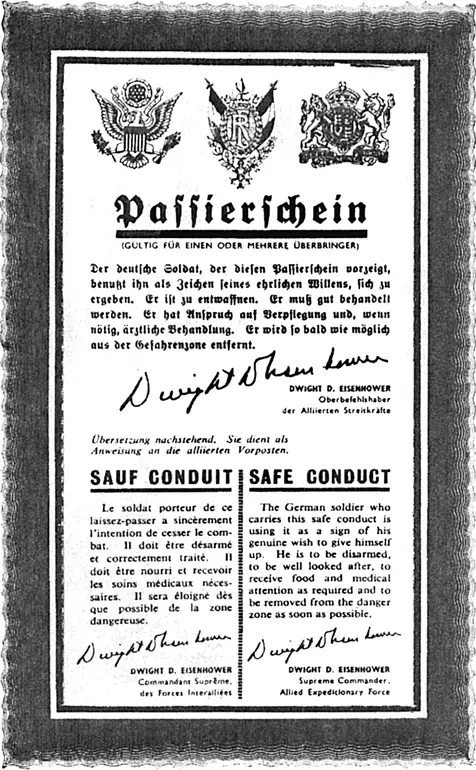 Passierschein
(GÜLTIG FÜR EINEN ODER MEHRERE ÜBERBRINGER)
Der deutsche Soldat, der diesen Passierschein vorzeigt,
benutzt ihn als Zeichen seines ehrlichen Willens, sich zu
ergeben. Er ist zu entwaffnen. Er muß gut behandelt
werden. Er hat Anspruch auf Verpflegung und, wenn
nötig, ärztliche Behandlung. Er wird so bald wie möglich
aus der Gefahrenzone entfernt.
Dwight D Eisenhower
DWIGHT D. EISENHOWER
Oberbefehlshaber
der Alliierten Streitkräfte
Übersetzung nachstehend. Sie dient als
Anweisung an die alliierten Vorposten.
SAUF CONDUIT
Le soldat porteur de ce
laissez-passer a sincèrement
l'intention de cesser le com-
bat. Il doit être désarmé
et correctement traité. Il
doit être nourri et recevoir
les soins médicaux néces-
saires. Il sera éloigné dès
que possible de la zone
dangereuse.
Dwight D Eisenhower
DWIGHT D. EISENHOWER
Commandant Suprême,
des Forces Interalliées
SAFE CONDUCT
The German soldier who
carries this safe conduct is
using it as a sign of his
genuine wish to give himself
up. He is to be disarmed,
to be well looked after, to
receive food and medical
attention as required and to
be removed from the danger
zone as soon as possible.
Dwight D Eisenhower
DWIGHT D. EISENHOWER
Supreme Commander,
Allied Expeditionary Force